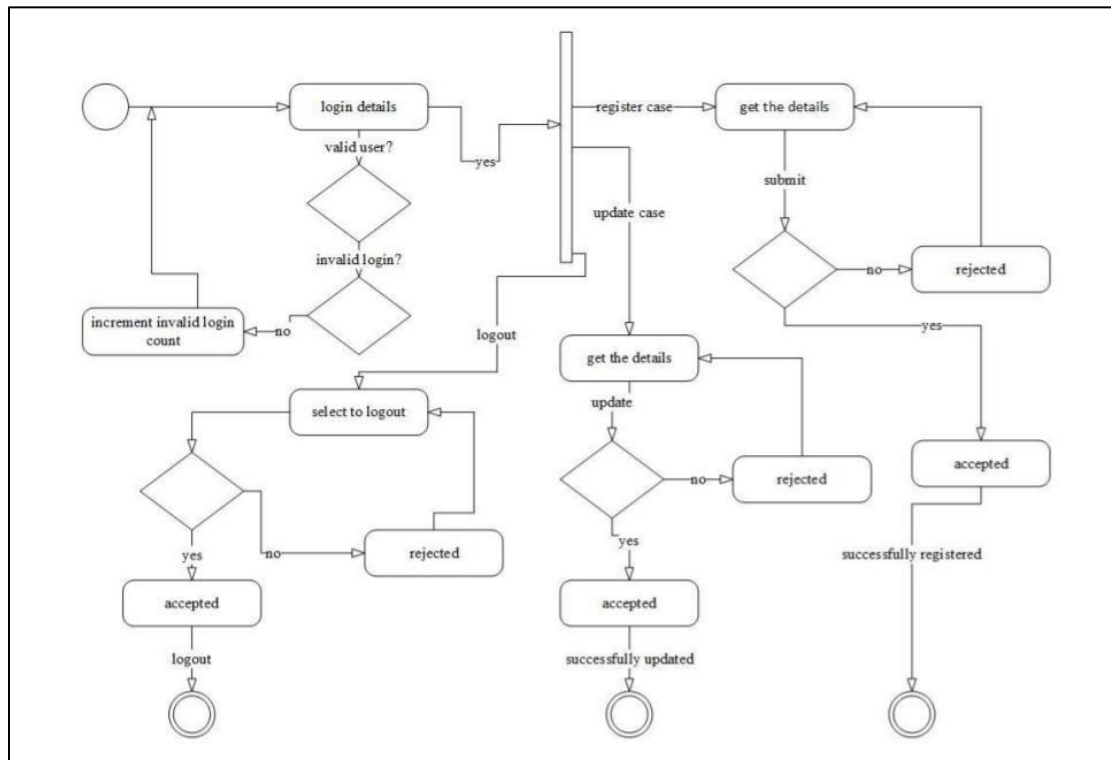 login details
valid user?
yes
invalid login?
no
increment invalid login
count
register case
get the details
submit
no
rejected
yes
accepted
successfully registered
update case
get the details
update
no
rejected
yes
accepted
successfully updated
logout
select to logout
no
rejected
yes
accepted
logout